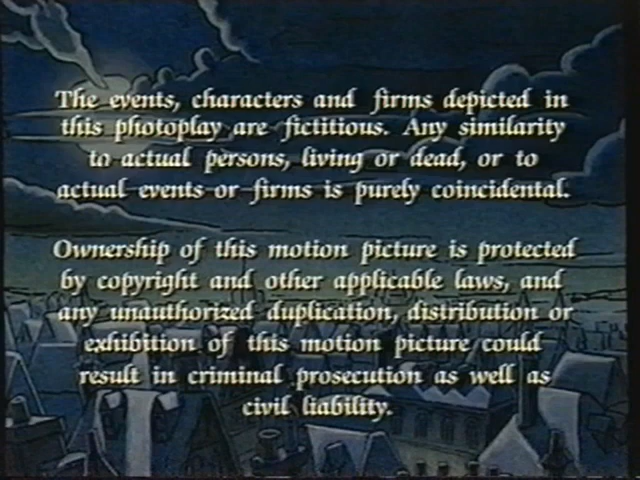 The events, characters and firms depicted in
this photoplay are fictitious. Any similarity
to actual persons, living or dead, or to
actual events or firms is purely coincidental.
Ownership of this motion picture is protected
by copyright and other applicable laws, and
any unauthorized duplication, distribution or
exhibition of this motion picture could
result in criminal prosecution as well as
civil liability.